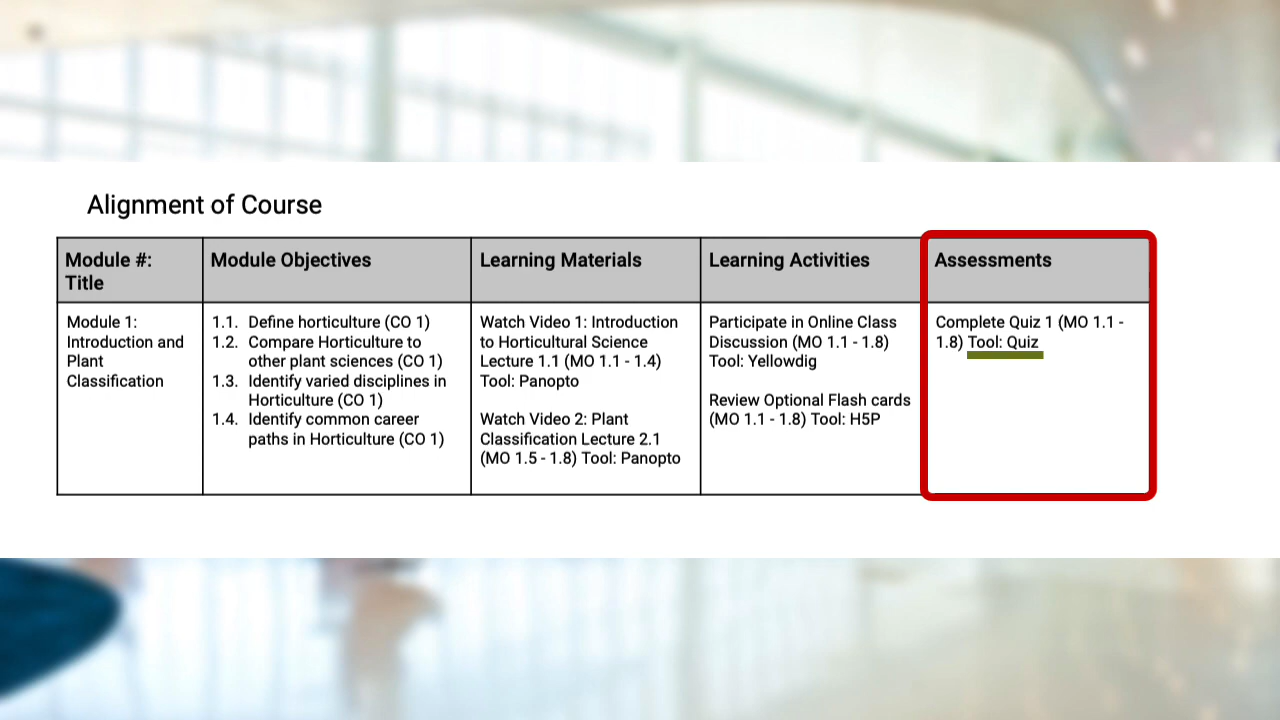 Alignment of Course
Module #:
Title
Module Objectives
Learning Materials
Learning Activities
Assessments
Module 1:
Introduction and
Plant
Classification
1.1. Define horticulture (CO 1)
1.2. Compare Horticulture to
other plant sciences (CO 1)
1.3. Identify varied disciplines in
Horticulture (CO 1)
1.4. Identify common career
paths in Horticulture (CO 1)
Watch Video 1: Introduction
to Horticultural Science
Lecture 1.1 (MO 1.1 - 1.4)
Tool: Panopto
Watch Video 2: Plant
Classification Lecture 2.1
(MO 1.5 - 1.8) Tool: Panopto
Participate in Online Class
Discussion (MO 1.1 - 1.8)
Tool: Yellowdig
Review Optional Flash cards
(MO 1.1 - 1.8) Tool: H5P
Complete Quiz 1 (MO 1.1 -
1.8) Tool: Quiz